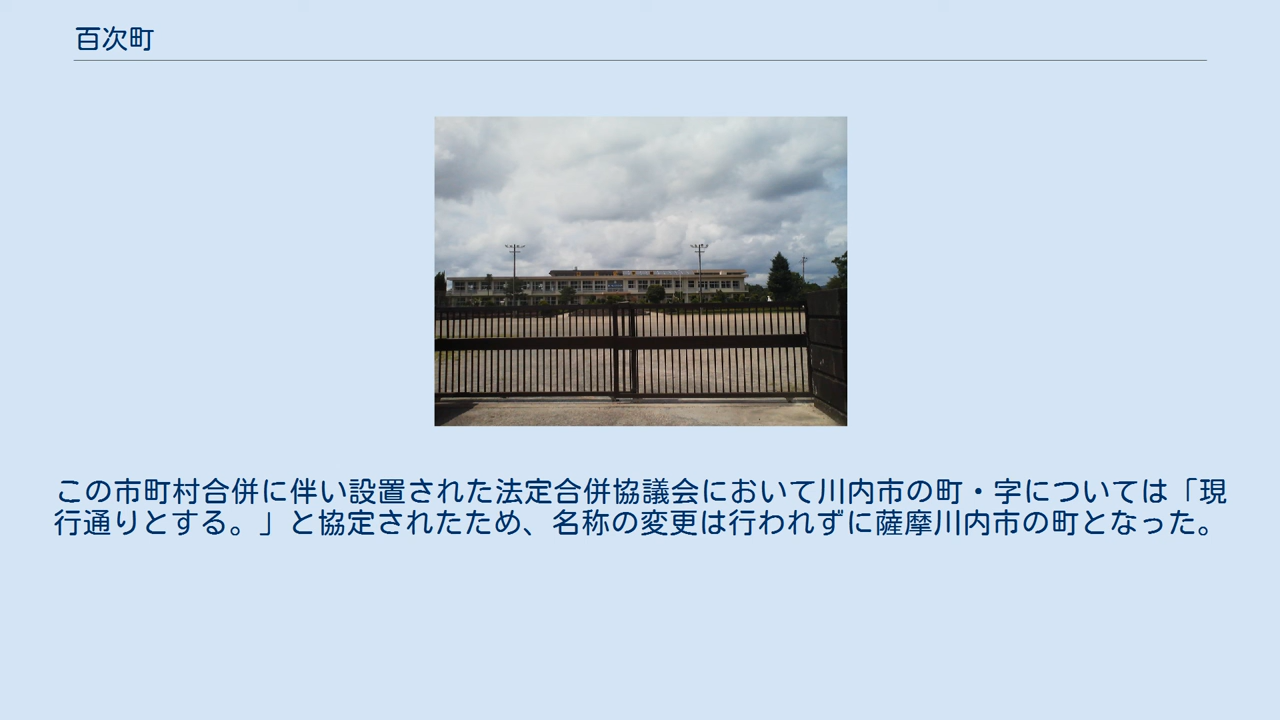 百次町
この市町村合併に伴い設置された法定合併協議会において川内市の町・字については「現
行通りとする。」と協定されたため、名称の変更は行われずに薩摩川内市の町となった。